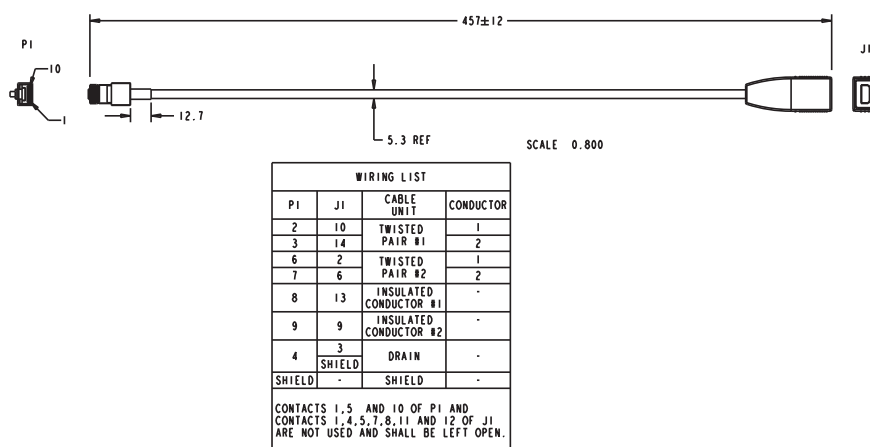 457±12
P1
J1
10
1
12.7
5.3 REF
SCALE 0.800
WIRING LIST
P1 J1 CABLE UNIT CONDUCTOR
2 10 TWISTED PAIR #1 1
3 14 2
6 2 TWISTED PAIR #2 1
7 6 2
8 13 INSULATED CONDUCTOR #1 -
9 9 INSULATED CONDUCTOR #2 -
4 3 DRAIN -
SHIELD
SHIELD - SHIELD -
CONTACTS 1,5 AND 10 OF P1 AND
CONTACTS 1,4,5,7,8,11 AND 12 OF J1
ARE NOT USED AND SHALL BE LEFT OPEN.